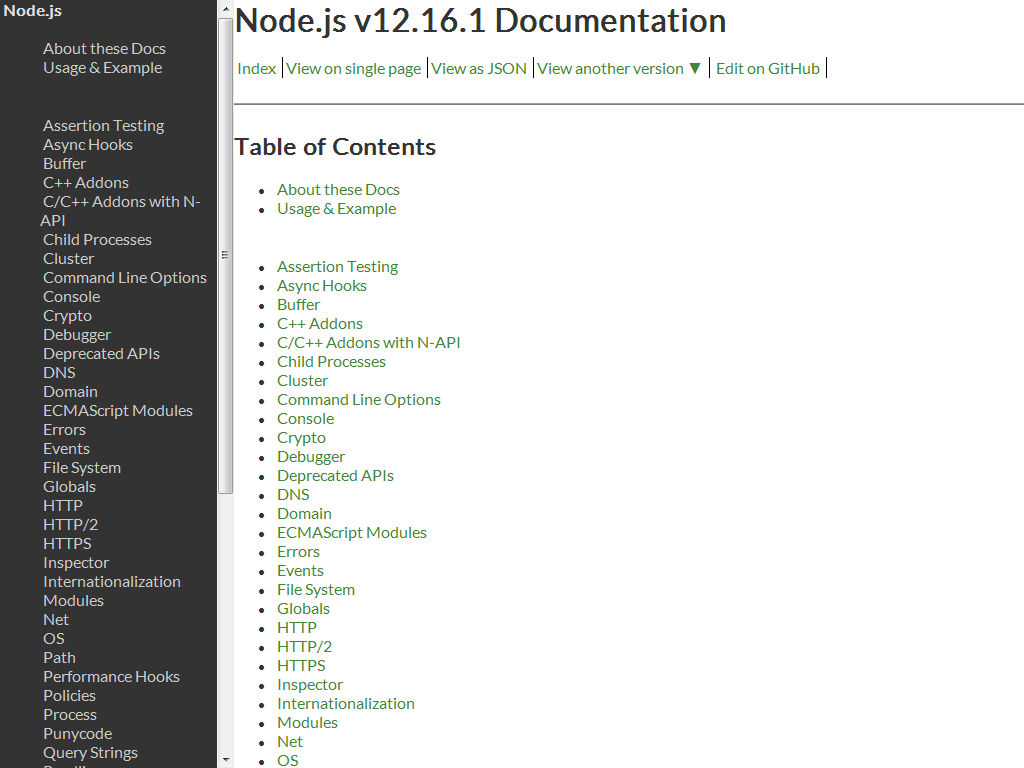 Node.js
About these Docs
Usage & Example
Assertion Testing
Async Hooks
Buffer
C++ Addons
C/C++ Addons with N-
API
Child Processes
Cluster
Command Line Options
Console
Crypto
Debugger
Deprecated APIs
DNS
Domain
ECMAScript Modules
Errors
Events
File System
Globals
HTTP
HTTP/2
HTTPS
Inspector
Internationalization
Modules
Net
OS
Path
Performance Hooks
Policies
Process
Punycode
Query Strings
Node.js v12.16.1 Documentation
Index | View on single page | View as JSON | View another version ▼ | Edit on GitHub |
Table of Contents
• About these Docs
• Usage & Example
• Assertion Testing
• Async Hooks
• Buffer
• C++ Addons
• C/C++ Addons with N-API
• Child Processes
• Cluster
• Command Line Options
• Console
• Crypto
• Debugger
• Deprecated APIs
• DNS
• Domain
• ECMAScript Modules
• Errors
• Events
• File System
• Globals
• HTTP
• HTTP/2
• HTTPS
• Inspector
• Internationalization
• Modules
• Net
• OS